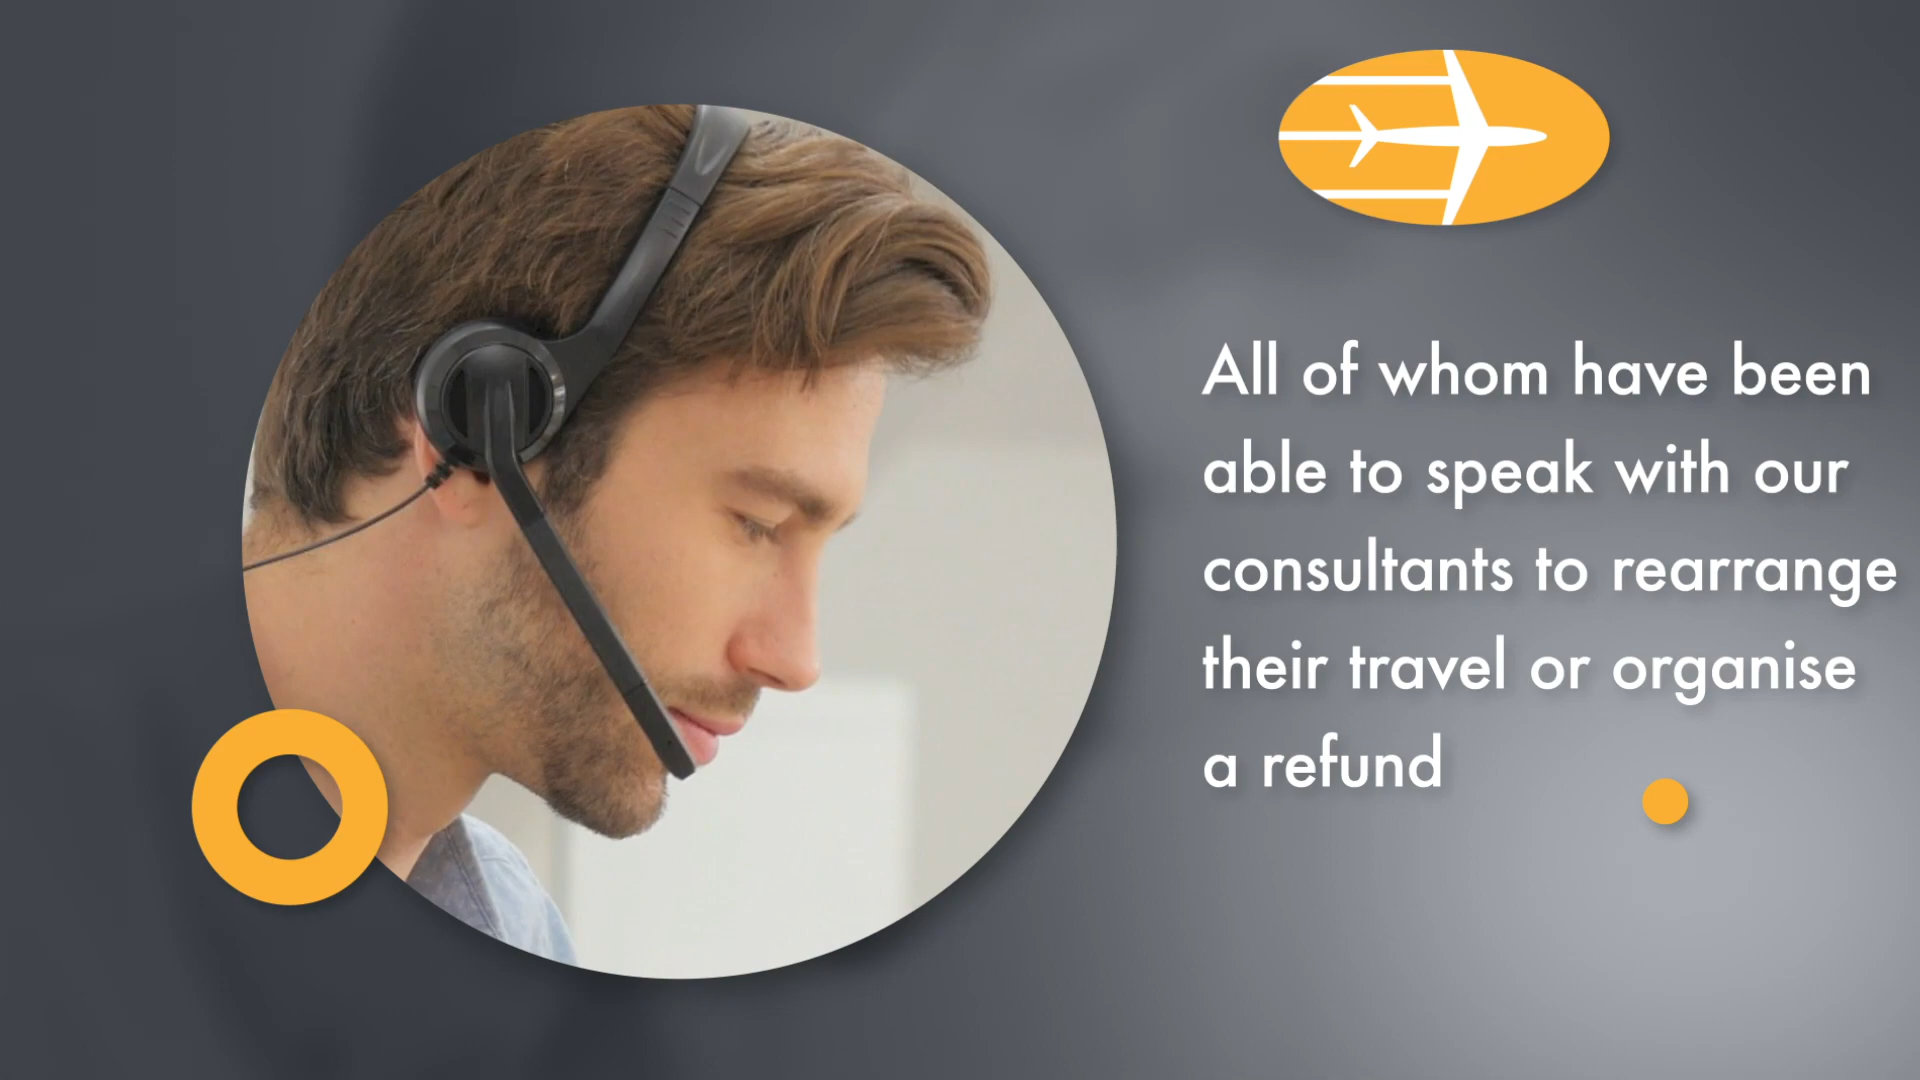 All of whom have been
able to speak with our
consultants to rearrange
their travel or organise
a refund